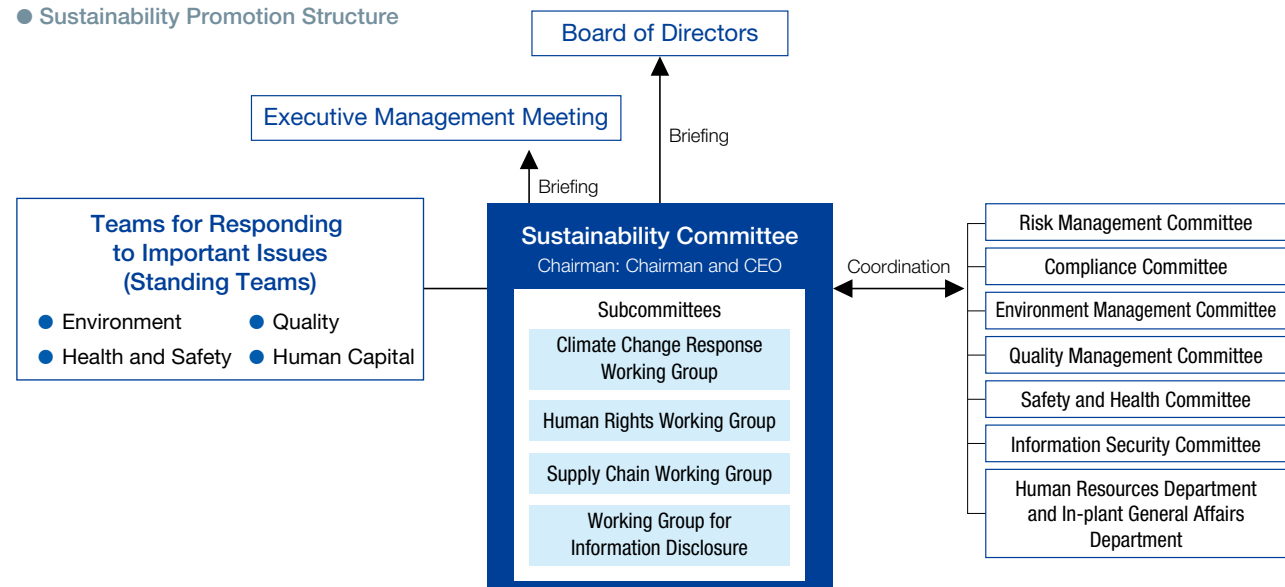 Sustainability Promotion Structure
Board of Directors
Executive Management Meeting
Briefing
Briefing
Teams for Responding
to Important Issues
(Standing Teams)
Environment
Quality
Health and Safety
Human Capital
Sustainability Committee
Chairman: Chairman and CEO
Subcommittees
Climate Change Response
Working Group
Human Rights Working Group
Supply Chain Working Group
Working Group for
Information Disclosure
Coordination
Risk Management Committee
Compliance Committee
Environment Management Committee
Quality Management Committee
Safety and Health Committee
Information Security Committee
Human Resources Department
and In-plant General Affairs
Department